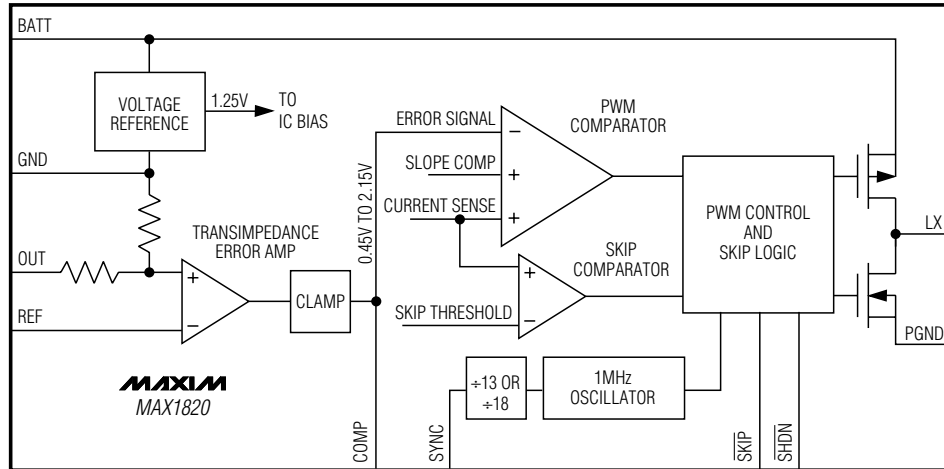 BATT
VOLTAGE
REFERENCE
1.25V
TO
IC BIAS
GND
OUT
REF
TRANSIMPEDANCE
ERROR AMP
+
−
CLAMP
0.45V TO 2.15V
ERROR SIGNAL
SLOPE COMP
CURRENT SENSE
−
+
+
PWM
COMPARATOR
SKIP THRESHOLD
+
−
SKIP
COMPARATOR
PWM CONTROL
AND
SKIP LOGIC
LX
PGND
÷13 OR
÷18
1MHz
OSCILLATOR
MAXIM
MAX1820
COMP
SYNC
SKIP
SHDN